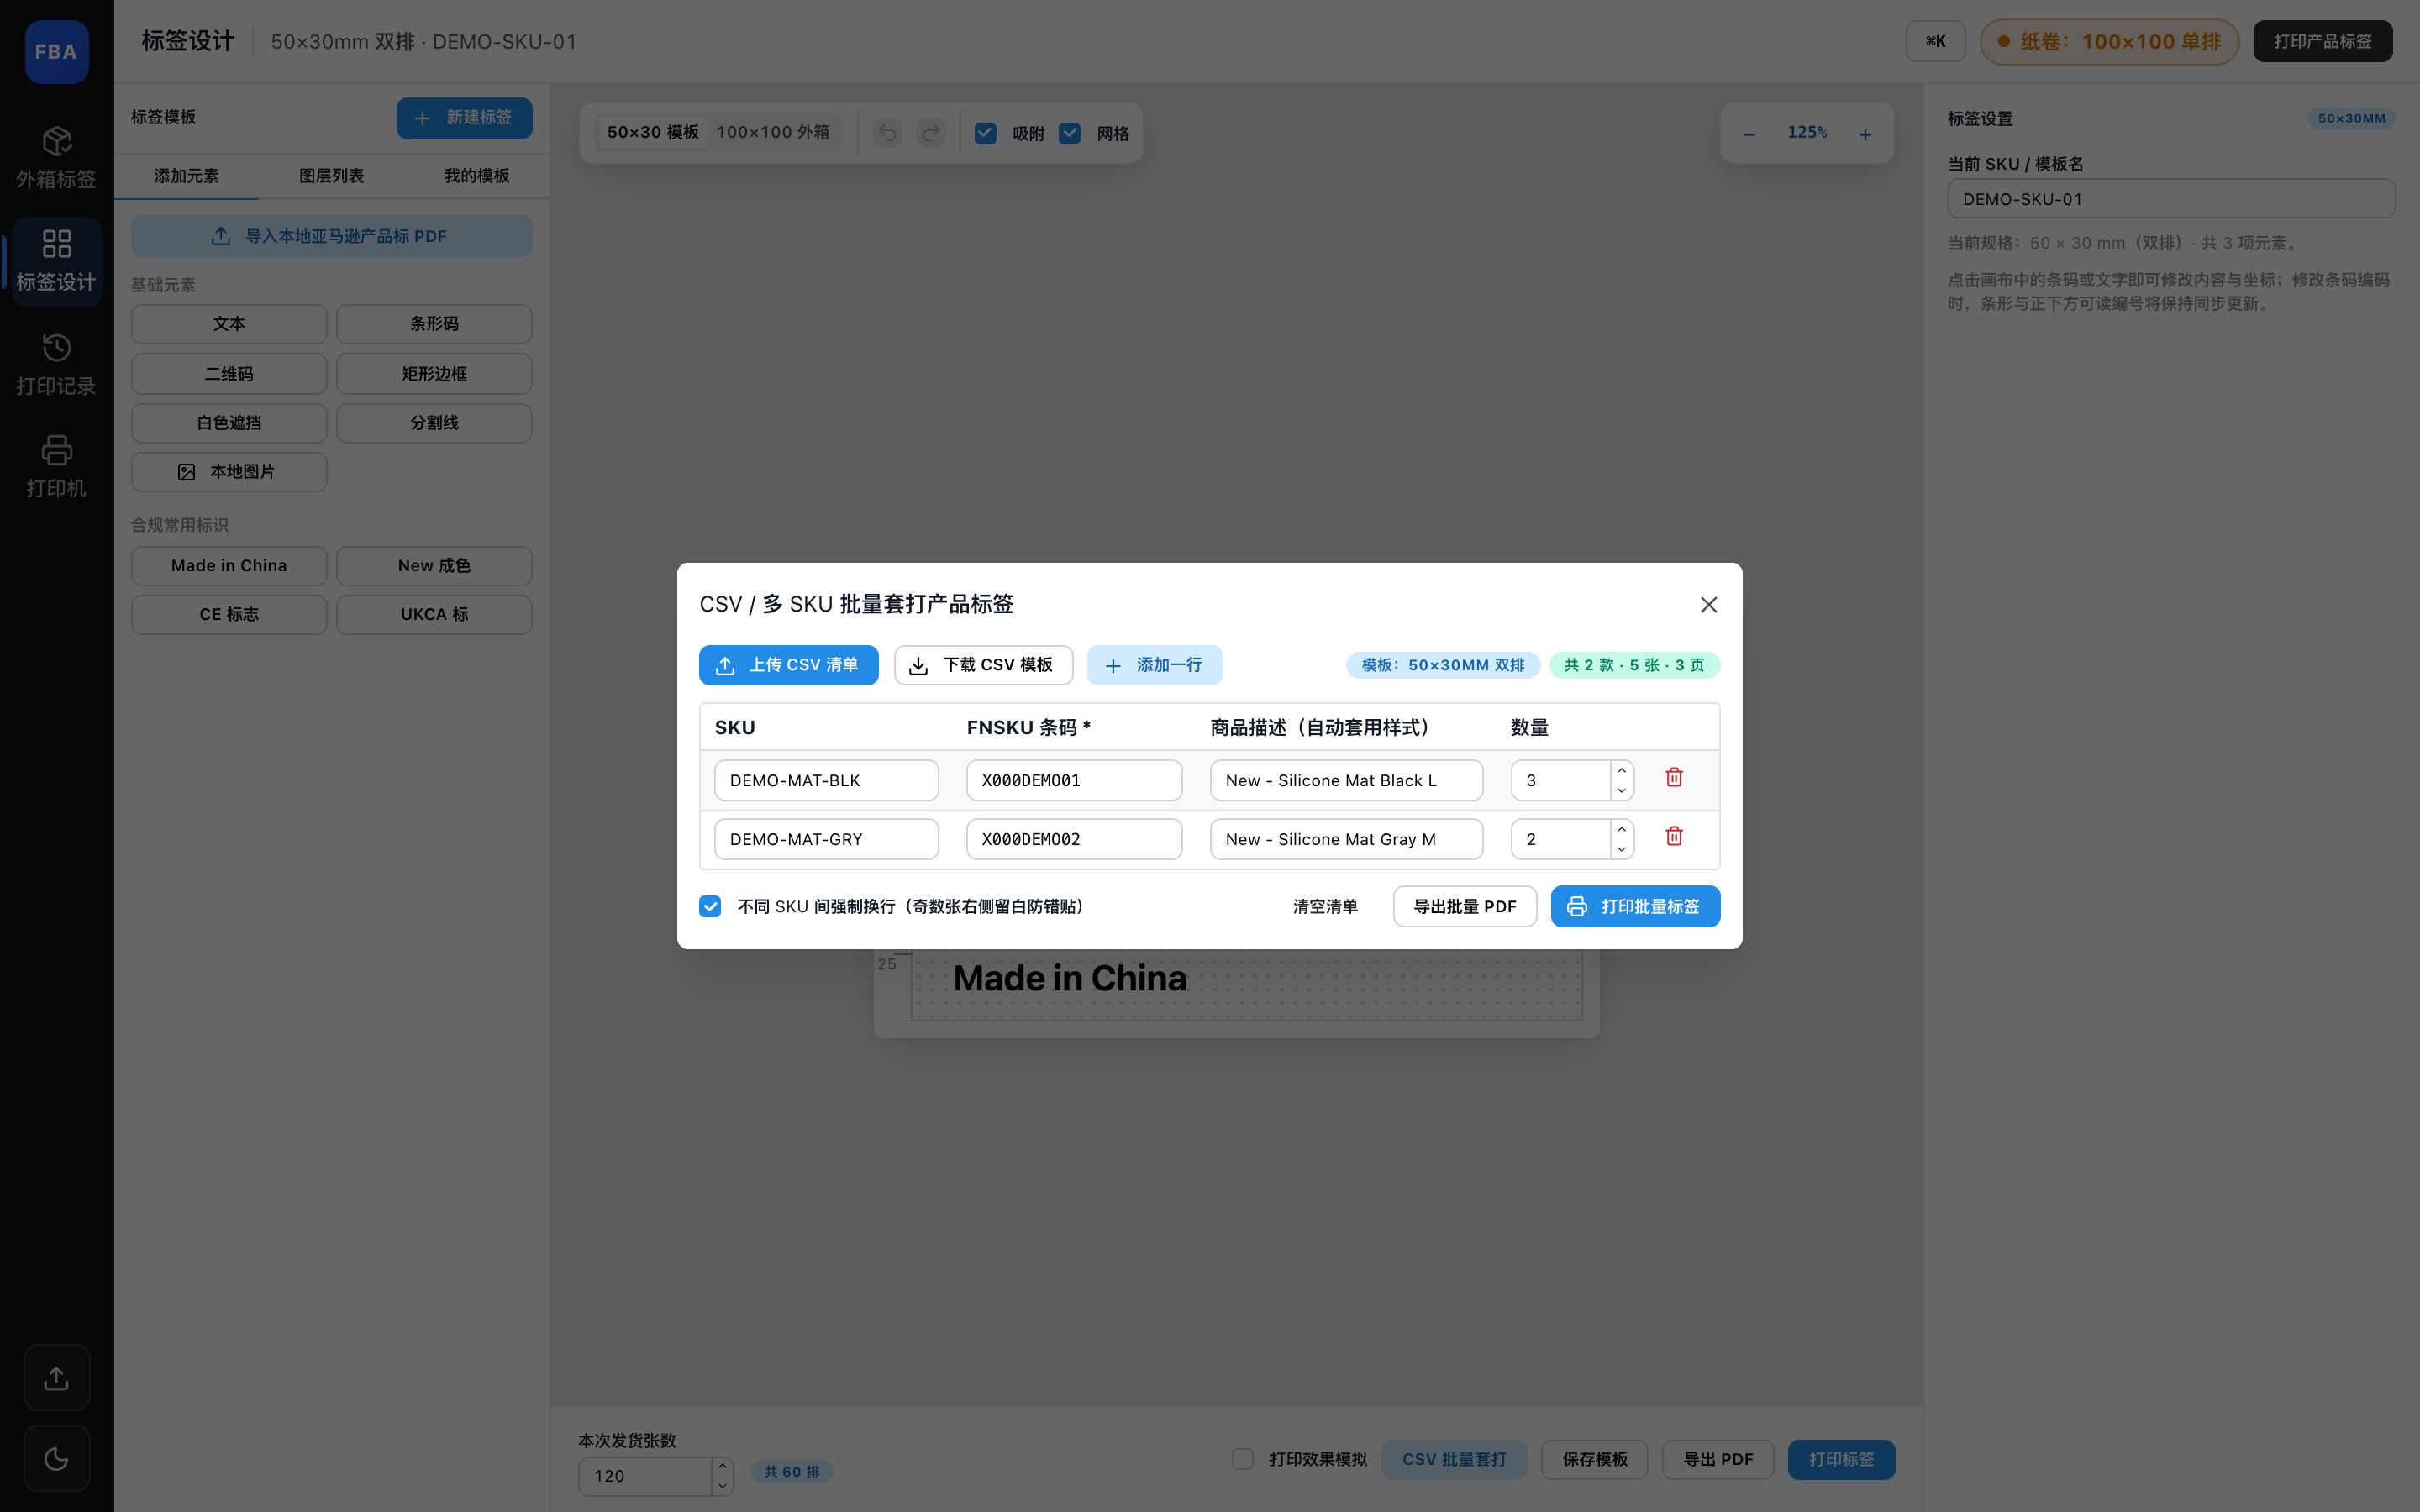 FBA
外箱标签
标签设计
打印记录
打印机
标签设计
50×30mm 双排 · DEMO-SKU-01
⌘K
纸卷：100×100 单排
打印产品标签
标签模板
新建标签
添加元素
图层列表
我的模板
导入本地亚马逊产品标 PDF
基础元素
文本
条形码
二维码
矩形边框
白色遮挡
分割线
本地图片
合规常用标识
Made in China
New 成色
CE 标志
UKCA 标
50×30 模板
100×100 外箱
吸附
网格
125%
标签设置
50×30MM
当前 SKU / 模板名
DEMO-SKU-01
当前规格：50 × 30 mm（双排）· 共 3 项元素。
点击画布中的条码或文字即可修改内容与坐标；修改条码编码
时，条形与正下方可读编号将保持同步更新。
CSV / 多 SKU 批量套打产品标签
上传 CSV 清单
下载 CSV 模板
添加一行
模板：50×30MM 双排
共 2 款 · 5 张 · 3 页
SKU
FNSKU 条码 *
商品描述（自动套用样式）
数量
DEMO-MAT-BLK
X000DEMO01
New - Silicone Mat Black L
3
DEMO-MAT-GRY
X000DEMO02
New - Silicone Mat Gray M
2
不同 SKU 间强制换行（奇数张右侧留白防错贴）
清空清单
导出批量 PDF
打印批量标签
25
Made in China
本次发货张数
120
共 60 排
打印效果模拟
CSV 批量套打
保存模板
导出 PDF
打印标签